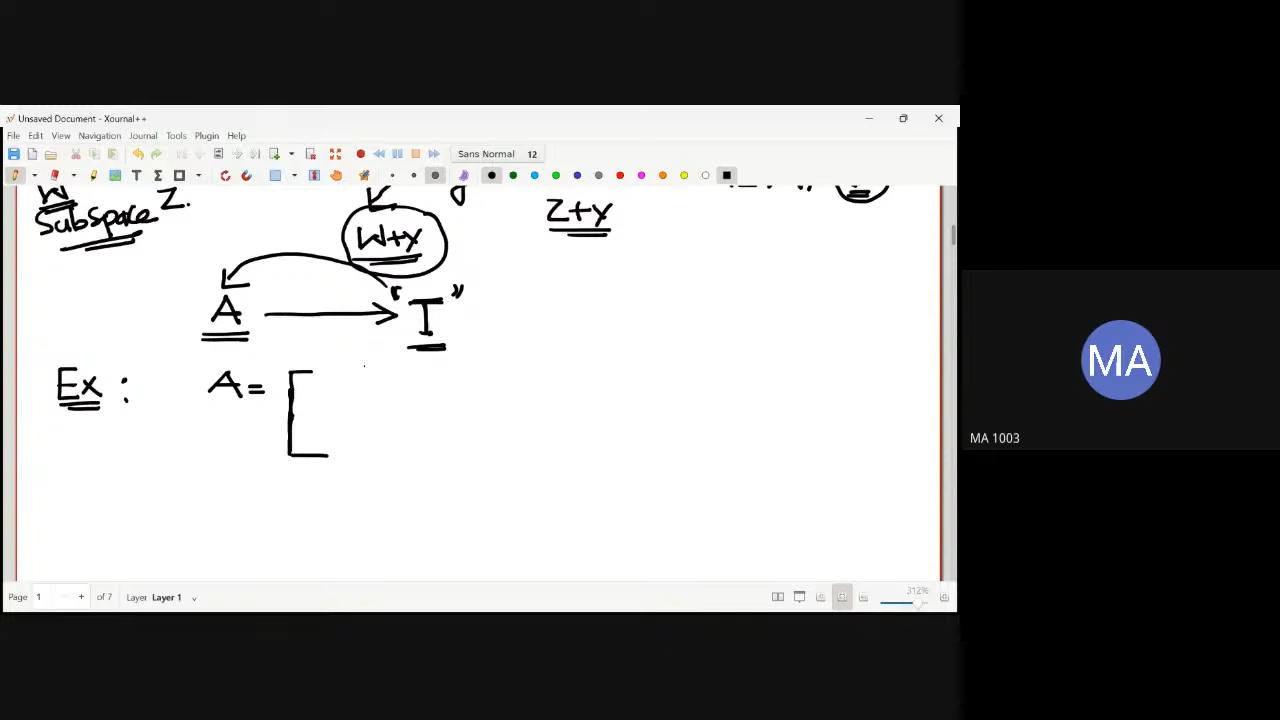 Unsaved Document - Xournal++
File Edit View Navigation Journal Tools Plugin Help
Sans Normal 12
W
Subspace Z.
W+y
Z+y
A → "T"
Ex : A = [
MA
MA 1003
Page 1 + of 7 Layer Layer 1
312%